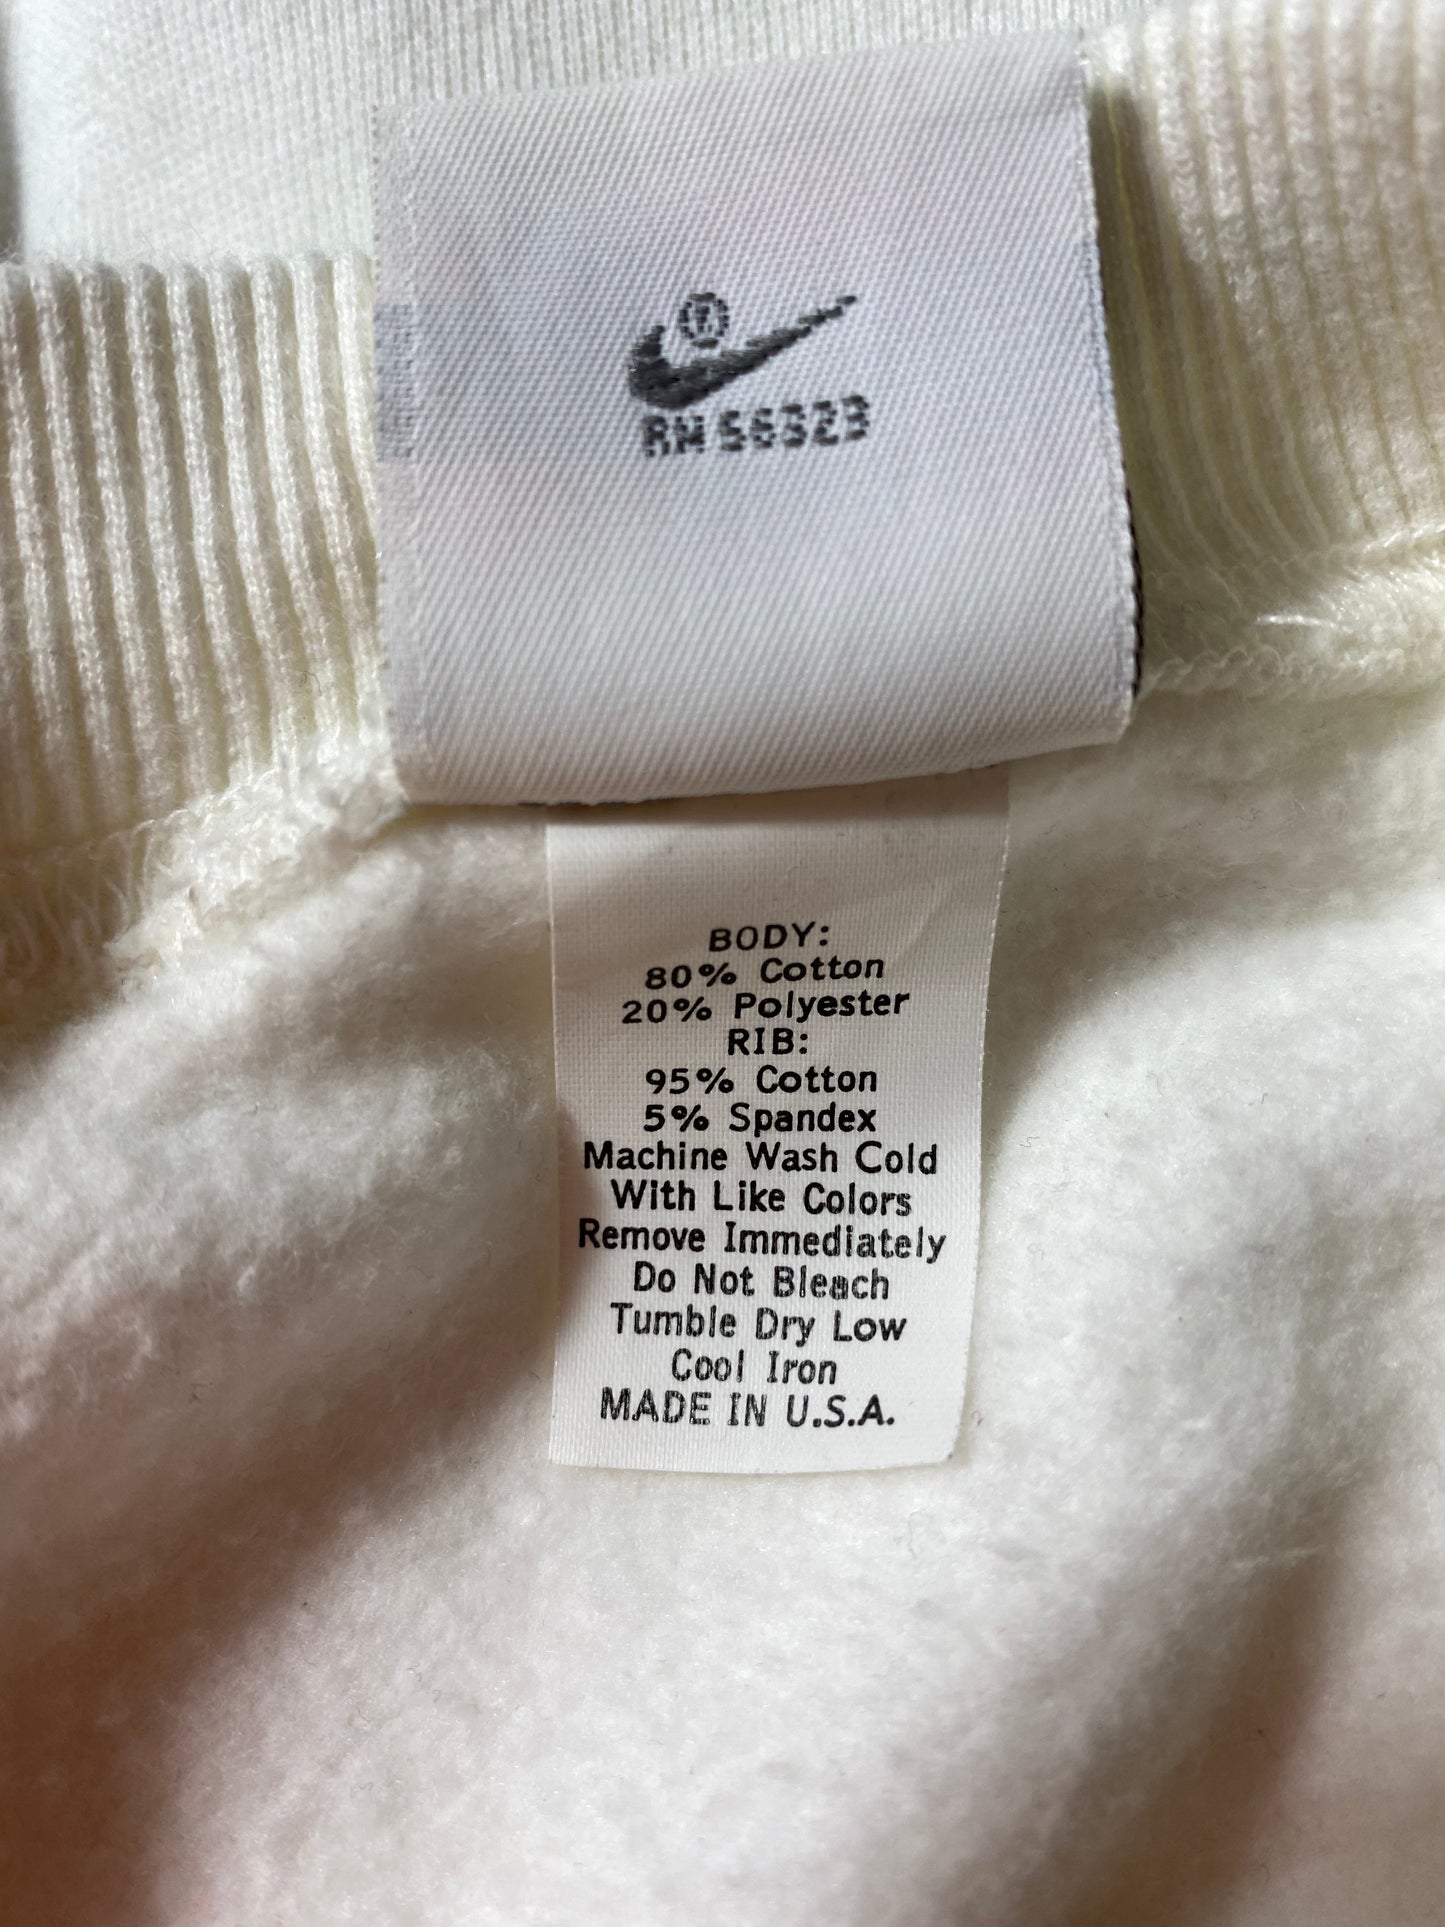 RN 56323
BODY:
80% Cotton
20% Polyester
RIB:
95% Cotton
5% Spandex
Machine Wash Cold
With Like Colors
Remove Immediately
Do Not Bleach
Tumble Dry Low
Cool Iron
MADE IN U.S.A.